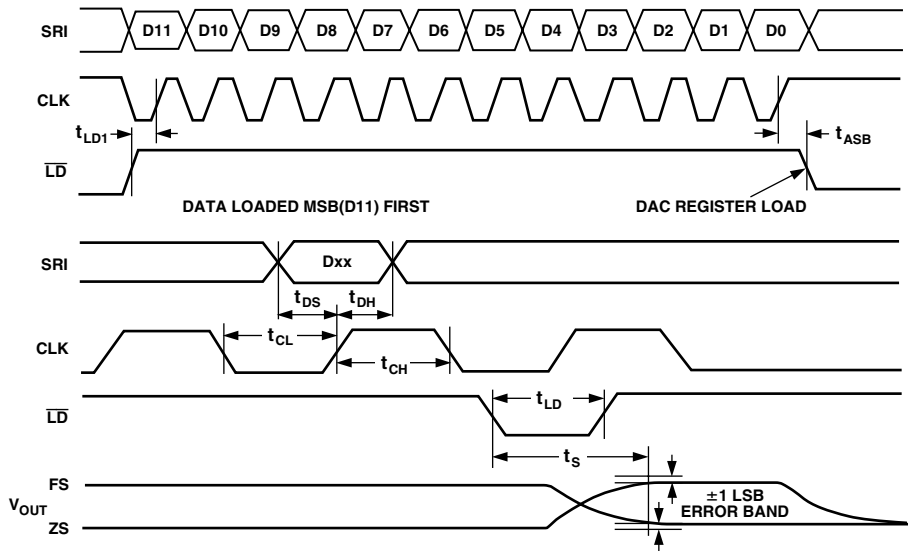 SRI D11 D10 D9 D8 D7 D6 D5 D4 D3 D2 D1 D0
CLK
tLD1
tASB
LD
DATA LOADED MSB(D11) FIRST
DAC REGISTER LOAD
SRI
Dxx
tDS tDH
tCL
CLK
tCH
LD
tLD
tS
FS
±1 LSB
ERROR BAND
VOUT
ZS